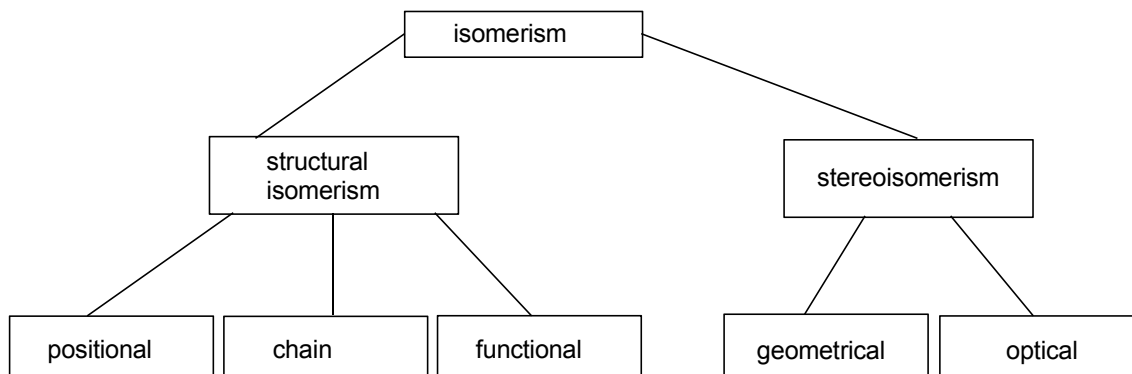 isomerism
structural
isomerism
stereoisomerism
positional
chain
functional
geometrical
optical